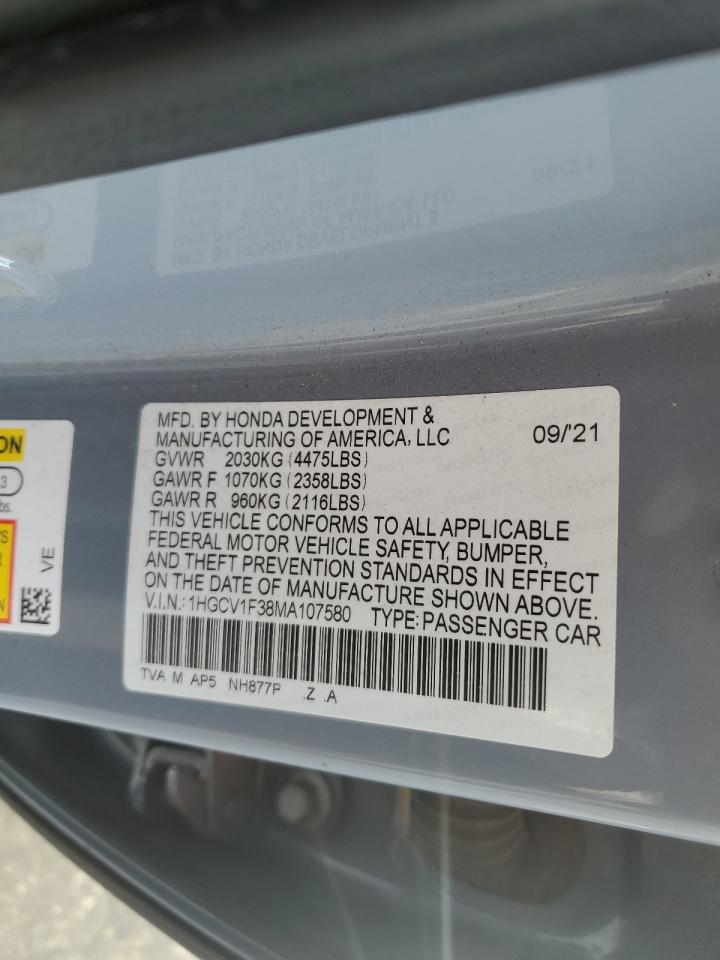 MFD. BY HONDA DEVELOPMENT &
MANUFACTURING OF AMERICA, LLC 09/'21
GVWR 2030KG (4475LBS)
GAWR F 1070KG (2358LBS)
GAWR R 960KG (2116LBS)
THIS VEHICLE CONFORMS TO ALL APPLICABLE
FEDERAL MOTOR VEHICLE SAFETY, BUMPER,
AND THEFT PREVENTION STANDARDS IN EFFECT
ON THE DATE OF MANUFACTURE SHOWN ABOVE.
V.I.N.: 1HGCV1F38MA107580 TYPE: PASSENGER CAR
TVA M AP5 NH877P .Z .A
3
VE